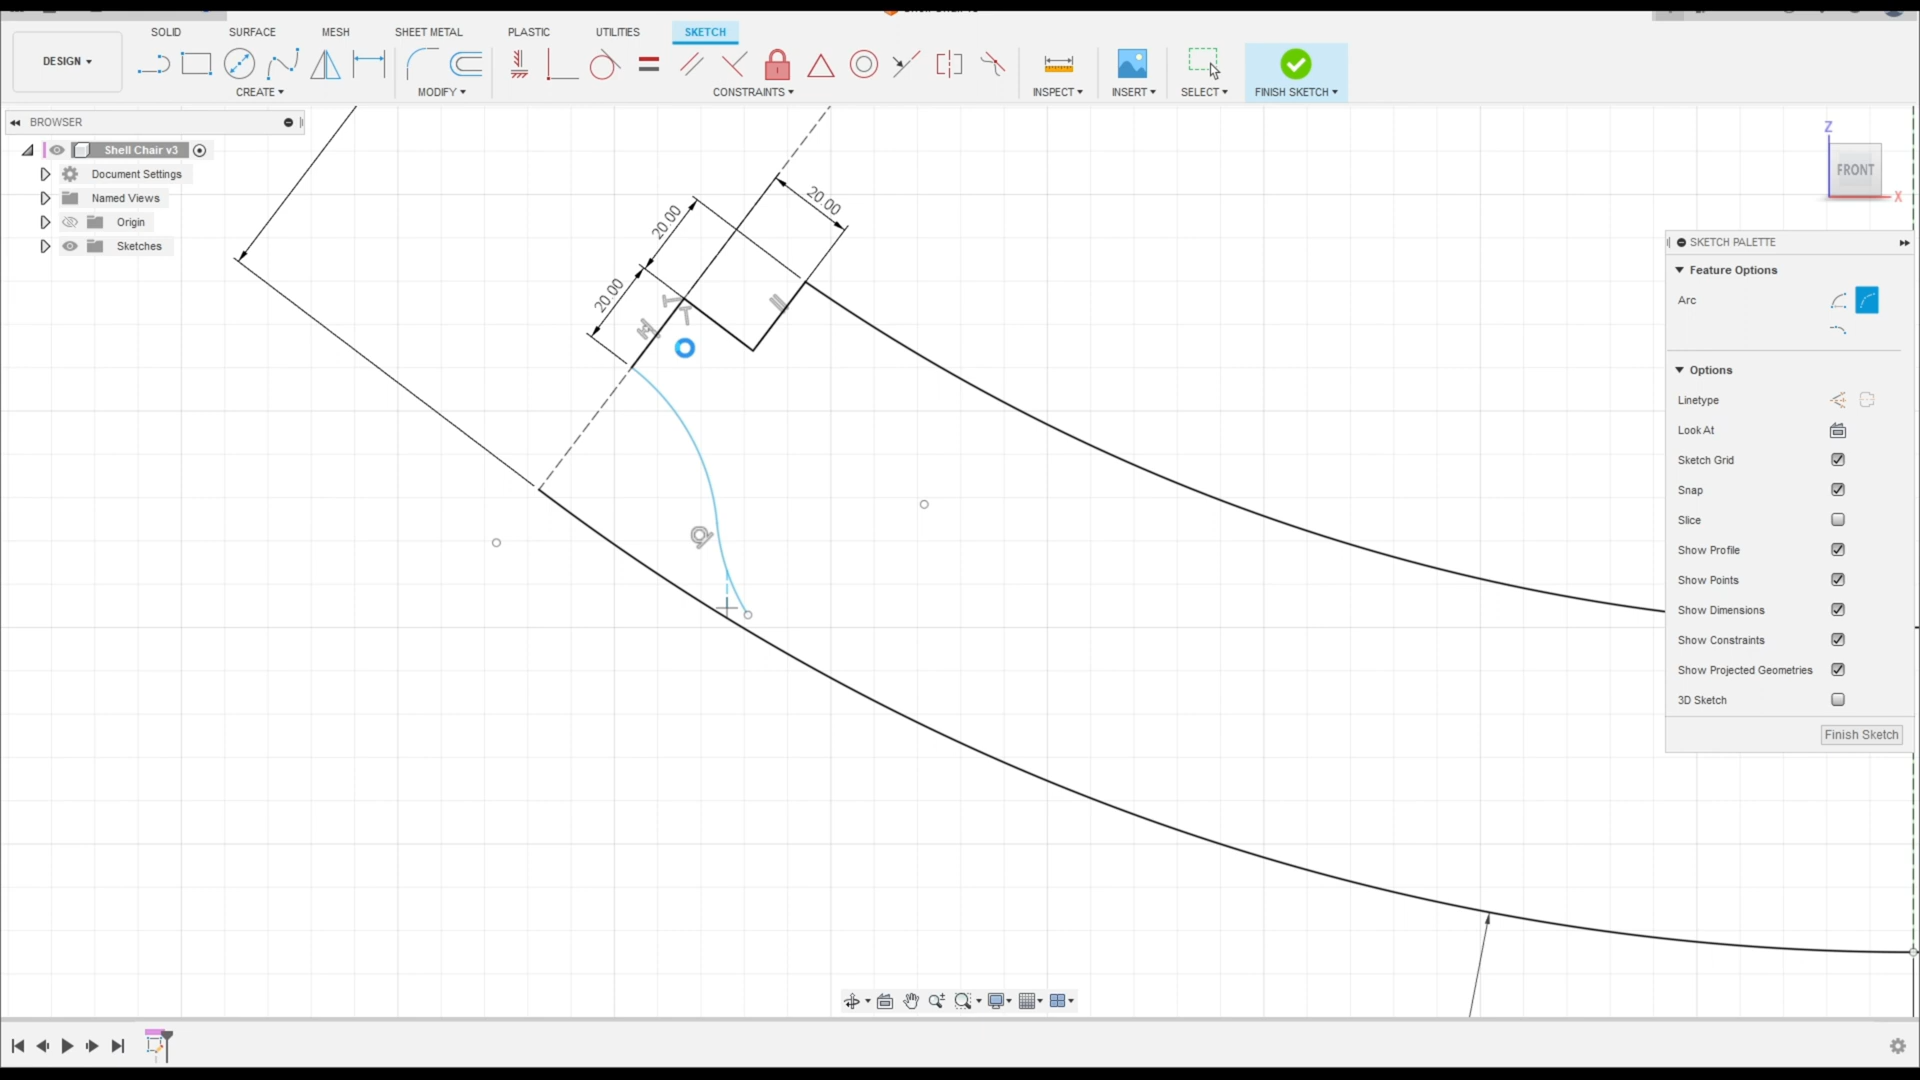 SOLID SURFACE MESH SHEET METAL PLASTIC UTILITIES SKETCH
DESIGN
CREATE MODIFY CONSTRAINTS INSPECT INSERT SELECT FINISH SKETCH
BROWSER
Shell Chair v3
Document Settings
Named Views
Origin
Sketches
20.00
20.00
20.00
Z
FRONT
X
SKETCH PALETTE
Feature Options
Arc
Options
Linetype
Look At
Sketch Grid
Snap
Slice
Show Profile
Show Points
Show Dimensions
Show Constraints
Show Projected Geometries
3D Sketch
Finish Sketch